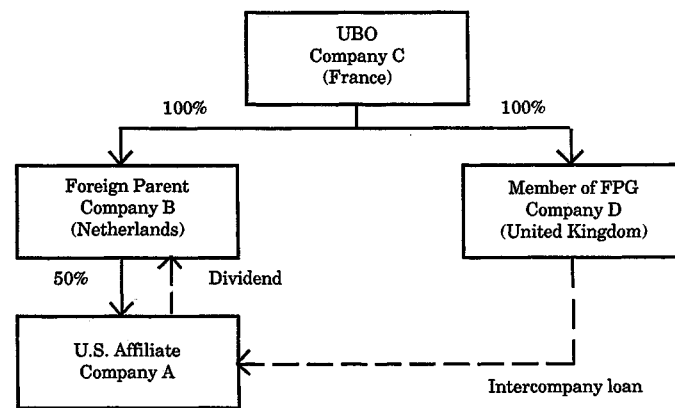 UBO
Company C
(France)
100%
100%
Foreign Parent
Company B
(Netherlands)
Member of FPG
Company D
(United Kingdom)
50%
Dividend
U.S. Affiliate
Company A
Intercompany loan